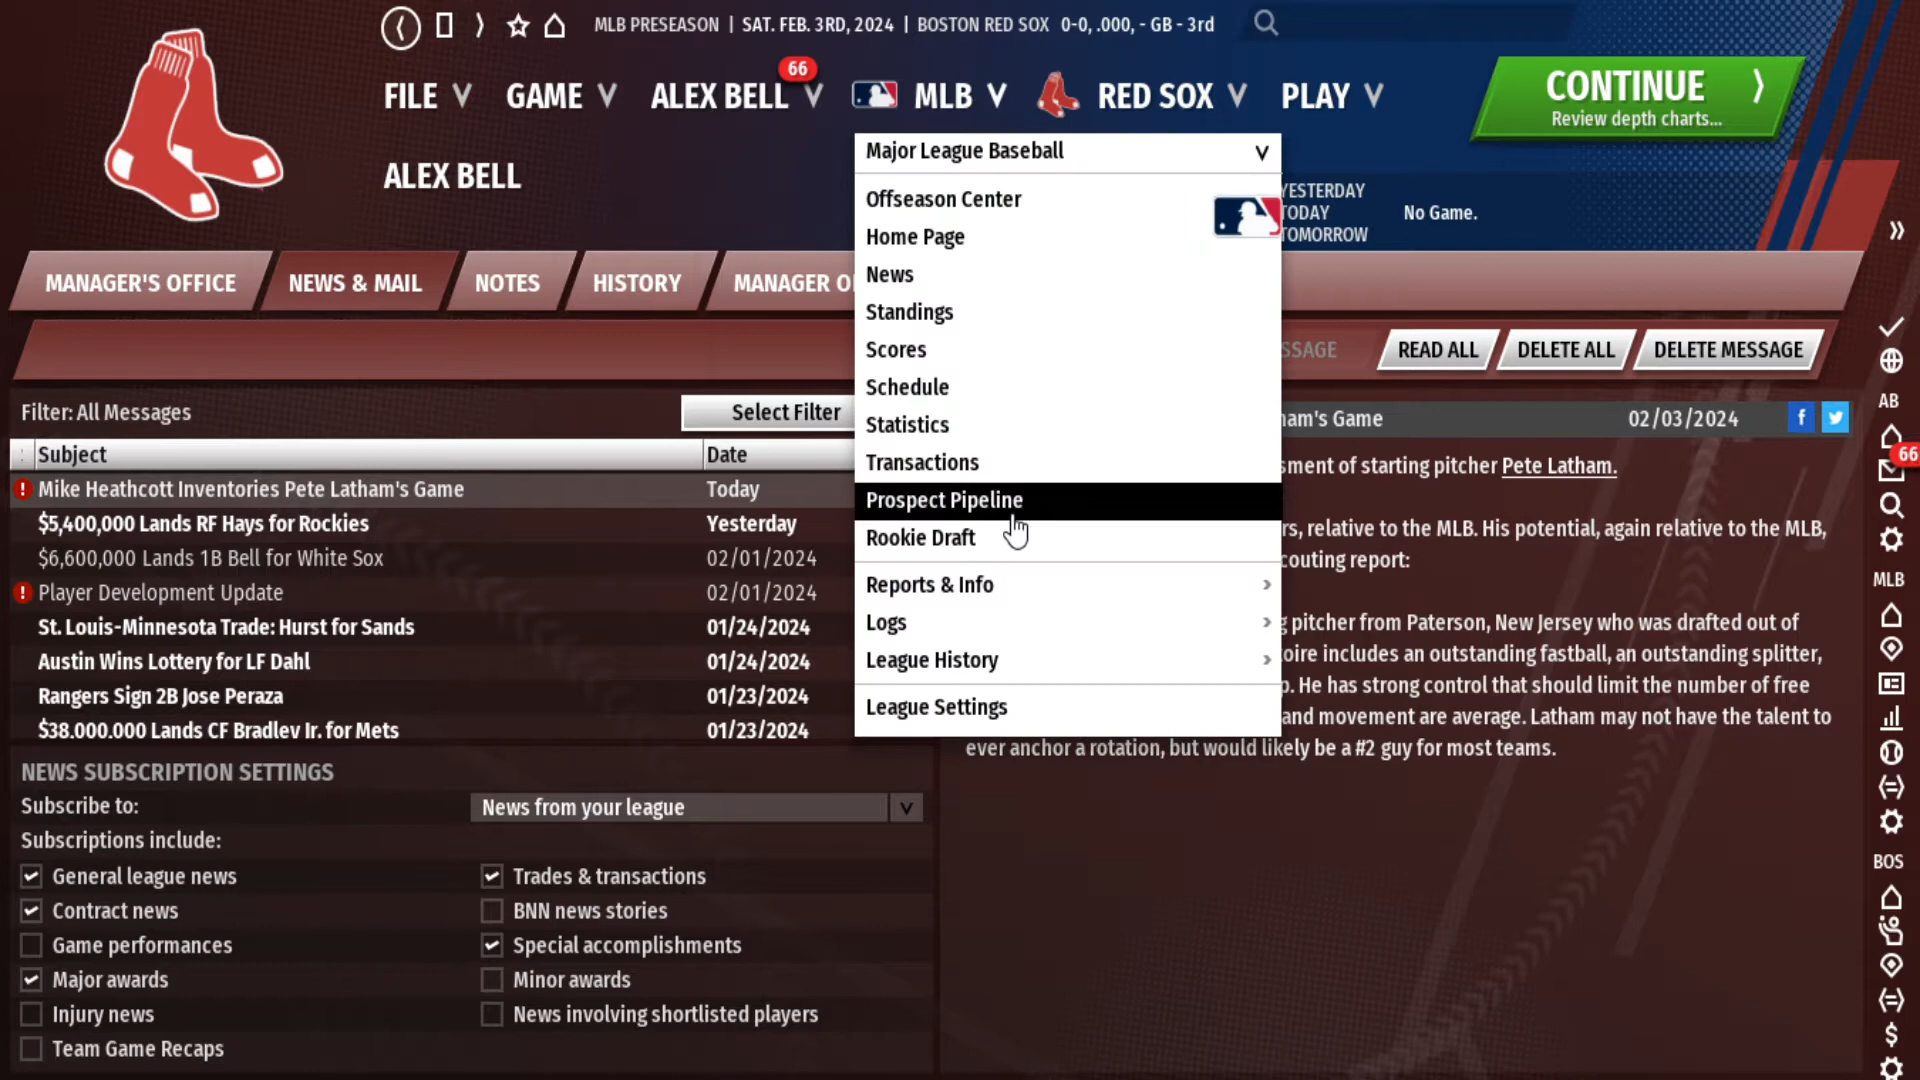 MLB PRESEASON | SAT. FEB. 3RD, 2024 | BOSTON RED SOX 0-0, .000, - GB - 3rd
FILE GAME ALEX BELL 66 MLB RED SOX PLAY
CONTINUE
Review depth charts...
ALEX BELL
Major League Baseball
Offseason Center
Home Page
News
Standings
Scores
Schedule
Statistics
Transactions
Prospect Pipeline
Rookie Draft
Reports & Info
Logs
League History
League Settings
YESTERDAY
TODAY
TOMORROW
No Game.
MANAGER'S OFFICE NEWS & MAIL NOTES HISTORY MANAGER
READ ALL DELETE ALL DELETE MESSAGE
Filter: All Messages Select Filter
Subject Date
Mike Heathcott Inventories Pete Latham's Game Today
$5,400,000 Lands RF Hays for Rockies Yesterday
$6,600,000 Lands 1B Bell for White Sox 02/01/2024
Player Development Update 02/01/2024
St. Louis-Minnesota Trade: Hurst for Sands 01/24/2024
Austin Wins Lottery for LF Dahl 01/24/2024
Rangers Sign 2B Jose Peraza 01/23/2024
$38,000,000 Lands CF Bradley Jr. for Mets 01/23/2024
Game 02/03/2024
of starting pitcher Pete Latham.
relative to the MLB. His potential, again relative to the MLB,
report:
pitcher from Paterson, New Jersey who was drafted out of
includes an outstanding fastball, an outstanding splitter,
He has strong control that should limit the number of free
and movement are average. Latham may not have the talent to
ever anchor a rotation, but would likely be a #2 guy for most teams.
NEWS SUBSCRIPTION SETTINGS
Subscribe to: News from your league
Subscriptions include:
General league news Trades & transactions
Contract news BNN news stories
Game performances Special accomplishments
Major awards Minor awards
Injury news News involving shortlisted players
Team Game Recaps
AB
66
MLB
BOS